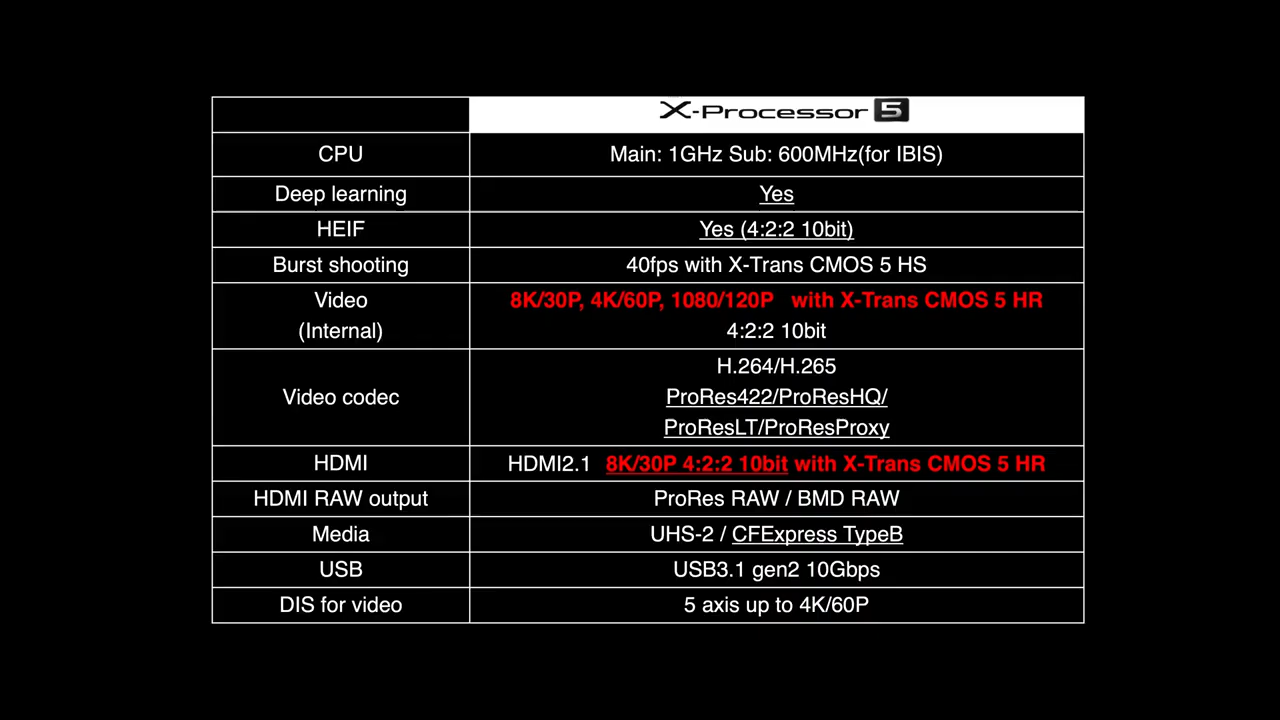 X-Processor 5
CPU
Main: 1GHz Sub: 600MHz(for IBIS)
Deep learning
Yes
HEIF
Yes (4:2:2 10bit)
Burst shooting
40fps with X-Trans CMOS 5 HS
Video
(Internal)
8K/30P, 4K/60P, 1080/120P with X-Trans CMOS 5 HR
4:2:2 10bit
Video codec
H.264/H.265
ProRes422/ProResHQ/
ProResLT/ProResProxy
HDMI
HDMI2.1 8K/30P 4:2:2 10bit with X-Trans CMOS 5 HR
HDMI RAW output
ProRes RAW / BMD RAW
Media
UHS-2 / CFExpress TypeB
USB
USB3.1 gen2 10Gbps
DIS for video
5 axis up to 4K/60P